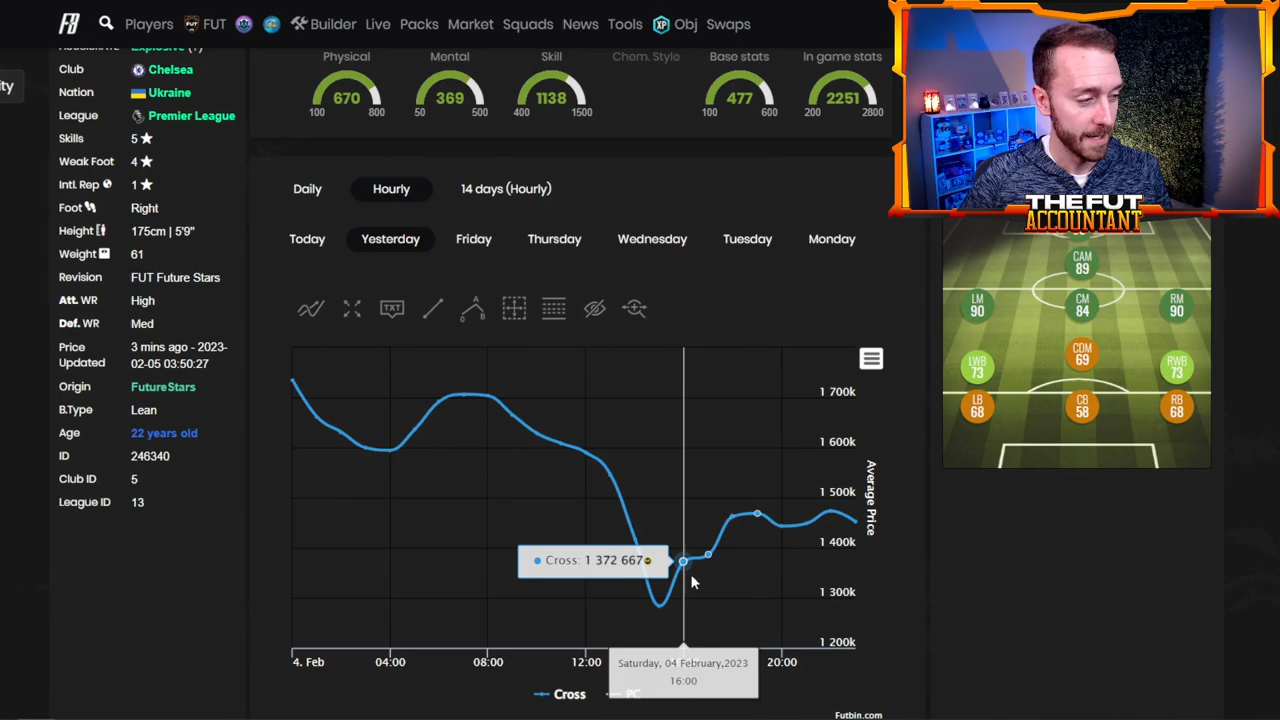 F8 Players FUT Builder Live Packs Market Squads News Tools XP Obj Swaps
ity
Club Chelsea
Nation Ukraine
League Premier League
Skills 5
Weak Foot 4
Intl. Rep 1
Foot Right
Height 175cm | 5'9"
Weight 61
Revision FUT Future Stars
Att. WR High
Def. WR Med
Price Updated 3 mins ago - 2023-02-05 03:50:27
Origin FutureStars
B.Type Lean
Age 22 years old
ID 246340
Club ID 5
League ID 13
Physical Mental Skill Chem. Style Base stats In game stats
670 369 1138 477 2251
100 800 50 500 400 1500 100 600 100 2800
Daily Hourly 14 days (Hourly)
Today Yesterday Friday Thursday Wednesday Tuesday Monday
TXT A B
1 700k
1 600k
1 500k
1 400k
1 300k
1 200k
Average Price
Cross: 1 372 667
4. Feb 04:00 08:00 12:00 20:00
Saturday, 04 February,2023
16:00
Cross PC
Futbin.com
THE FUT
ACCOUNTANT
CAM
89
LM
90
CM
84
RM
90
CDM
69
LWB
73
RWB
73
LB
68
CB
58
RB
68